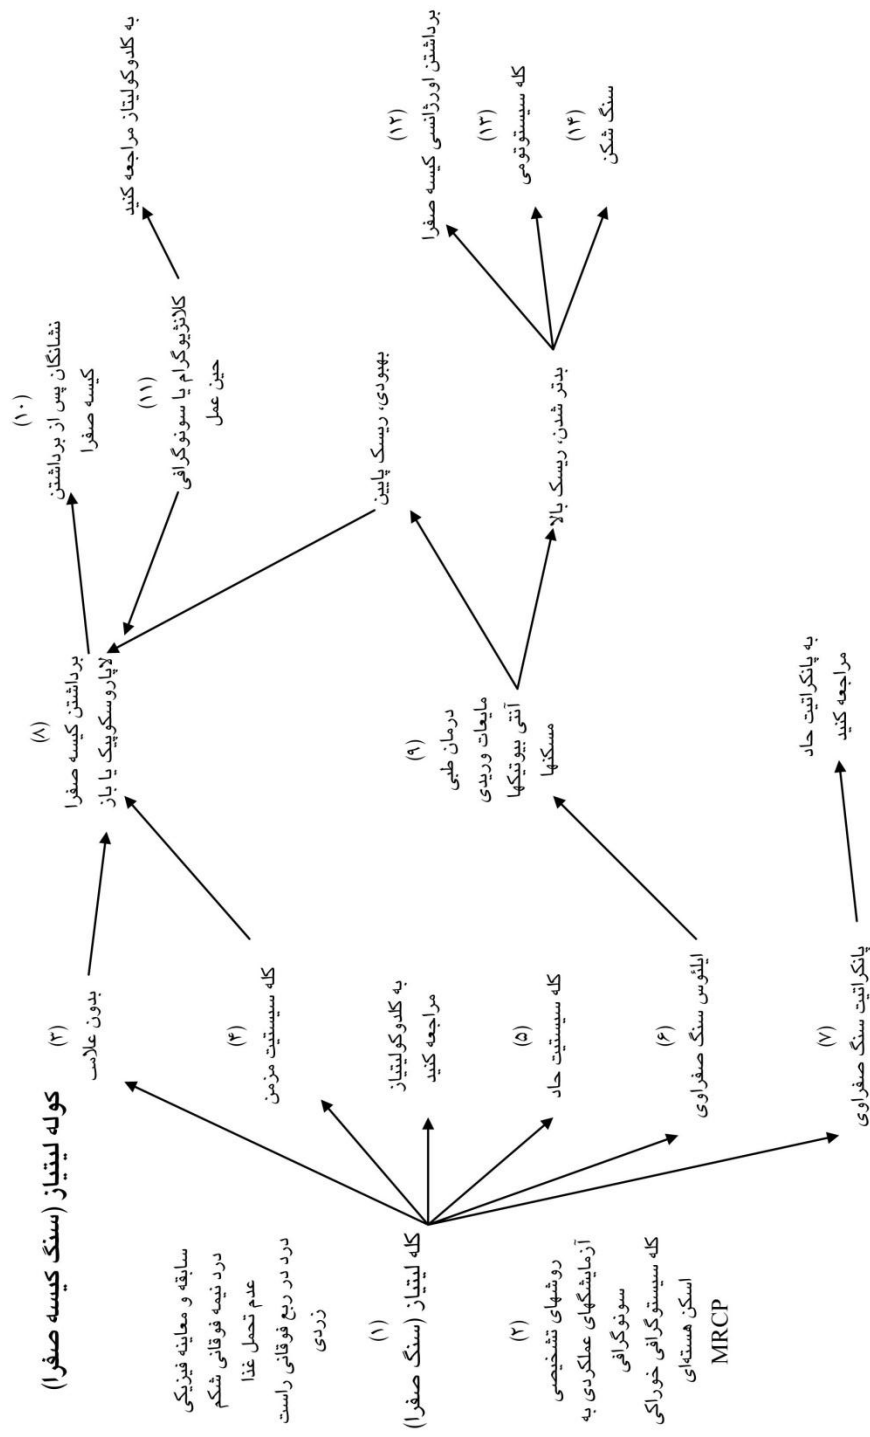 کوله لیتیاز (سنگ کیسه صفرا)
سابقه و معاینه فیزیکی
درد نیمه فوقانی شکم
عدم تحمل غذا
درد در ربع فوقانی راست
زردی
(۱)
کله لیتیاز (سنگ صفرا)
(۲)
روشهای تشخیصی
سونوگرافی
آزمایشگهای عملکردی به
کله سیستوگرافی خوراکی
اسکن هسته‌ای
MRCP
(۳)
بدون علامت
(۴)
کله سیستیت مزمن
به کلدوکولیتیاز
مراجعه کنید
(۵)
کله سیستیت حاد
(۶)
ایلئوس سنگ صفراوی
(۷)
پانکراتیت سنگ صفراوی
(۸)
برداشتن کیسه صفرا
لاپاروسکوپیک یا باز
(۹)
درمان طبی
مایعات وریدی
آنتی بیوتیکها
مسکنها
به پانکراتیت حاد
مراجعه کنید
(۱۰)
نشانگان پس از برداشتن
کیسه صفرا
(۱۱)
کلانژیوگرام یا سونوگرافی
حین عمل
بهبودی، ریسک پایین
بدتر شدن، ریسک بالا
به کلدوکولیتیاز مراجعه کنید
(۱۲)
برداشتن اورژانسی کیسه صفرا
(۱۳)
کله سیستوتومی
(۱۴)
سنگ شکن